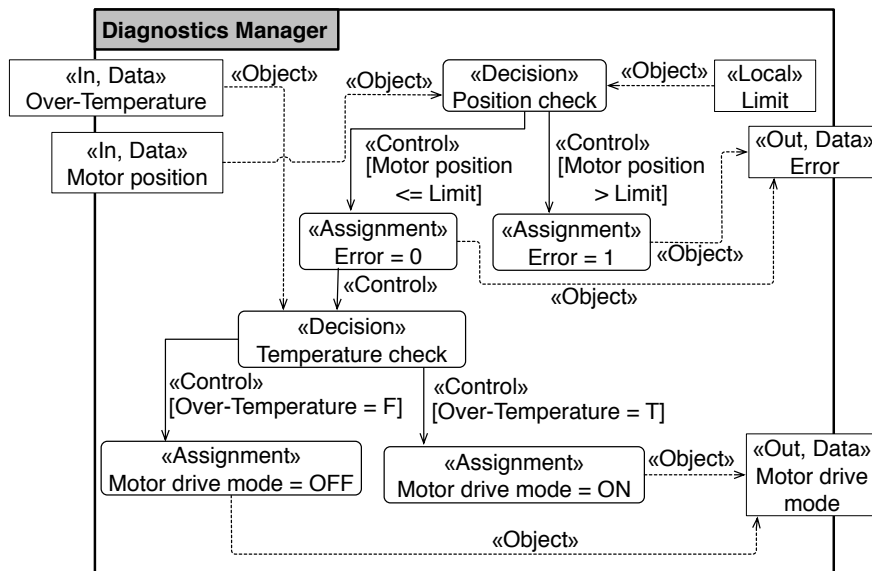 Diagnostics Manager
«In, Data»
Over-Temperature
«Object»
«Object»
«Decision»
Position check
«Object»
«Local»
Limit
«In, Data»
Motor position
«Control»
[Motor position
<= Limit]
«Control»
[Motor position
> Limit]
«Out, Data»
Error
«Assignment»
Error = 0
«Assignment»
Error = 1
«Object»
«Control»
«Object»
«Decision»
Temperature check
«Control»
[Over-Temperature = F]
«Control»
[Over-Temperature = T]
«Assignment»
Motor drive mode = OFF
«Assignment»
Motor drive mode = ON
«Object»
«Out, Data»
Motor drive
mode
«Object»